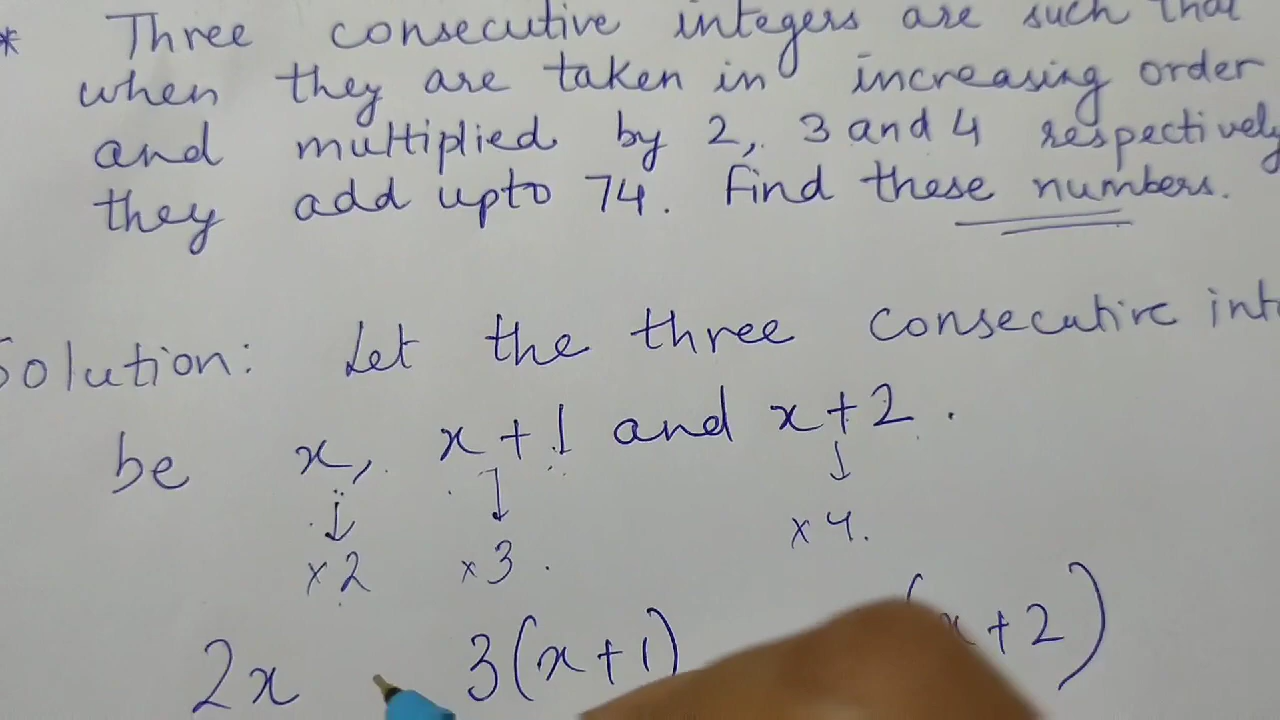 * Three consecutive integers are such that
when they are taken in increasing order
and multiplied by 2, 3 and 4 respectively
they add upto 74. Find these numbers.
Solution: Let the three consecutive int
be x, x+1 and x+2.
↓ ↓ ↓
×2 ×3 ×4.
2x 3(x+1) (x+2)